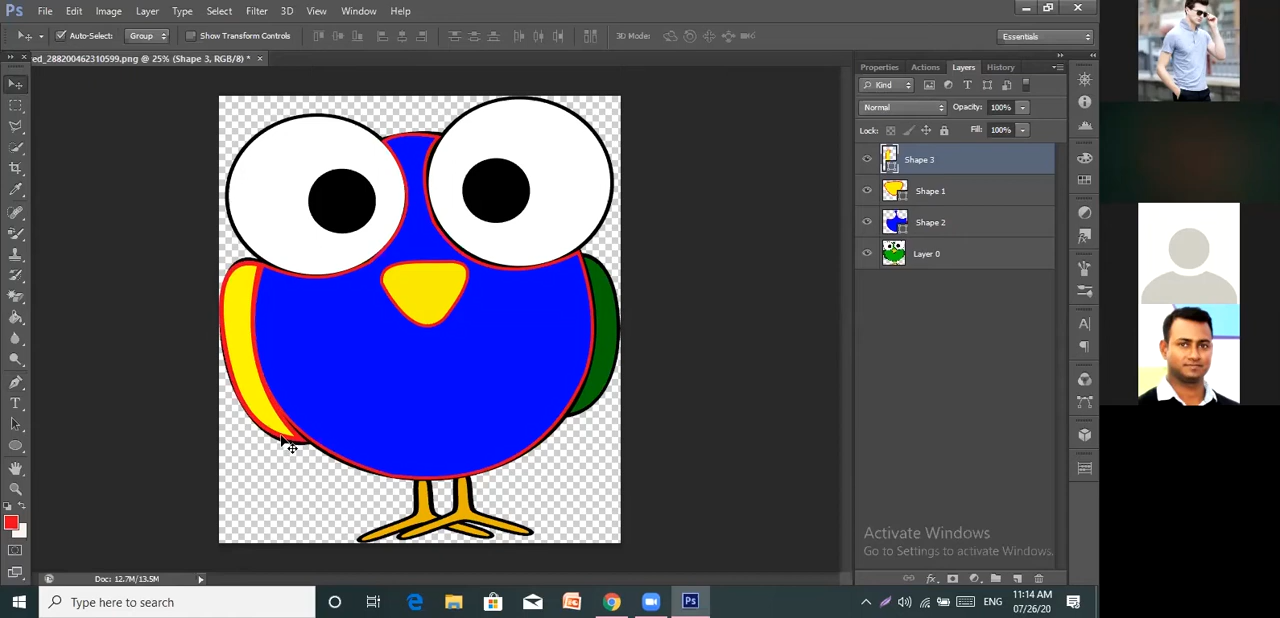 Ps File Edit Image Layer Type Select Filter 3D View Window Help
Auto-Select: Group Show Transform Controls 3D Mode: Essentials
ed_288200462310599.png @ 25% (Shape 3, RGB/8) * ×
Properties Actions Layers History
Kind T
Normal Opacity: 100%
Lock: Fill: 100%
Shape 3
Shape 1
Shape 2
Layer 0
Activate Windows
Go to Settings to activate Windows.
Doc: 12.7M/13.5M
fx
Type here to search
Ps
ENG
11:14 AM
07/26/20